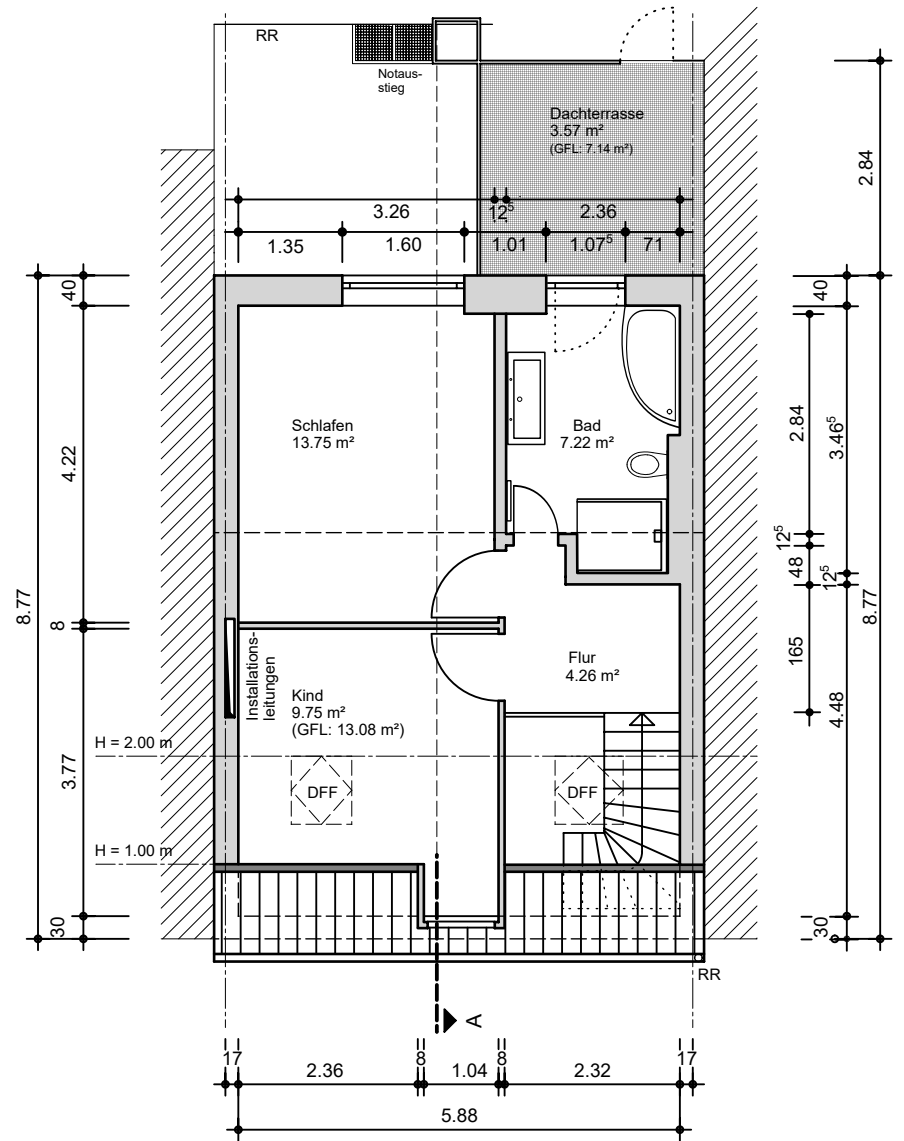 RR
Notaus-
stieg
Dachterrasse
3.57 m²
(GFL: 7.14 m²)
2.84
3.26
12⁵
2.36
1.35
1.60
1.01
1.07⁵
71
40
40
4.22
Schlafen
13.75 m²
Bad
7.22 m²
2.84
3.46⁵
12⁵
48
12⁵
8.77
8
8.77
Installations-
leitungen
Flur
4.26 m²
165
4.48
Kind
9.75 m²
(GFL: 13.08 m²)
H = 2.00 m
3.77
DFF
DFF
H = 1.00 m
30
30
RR
A
17
2.36
8
1.04
8
2.32
17
5.88